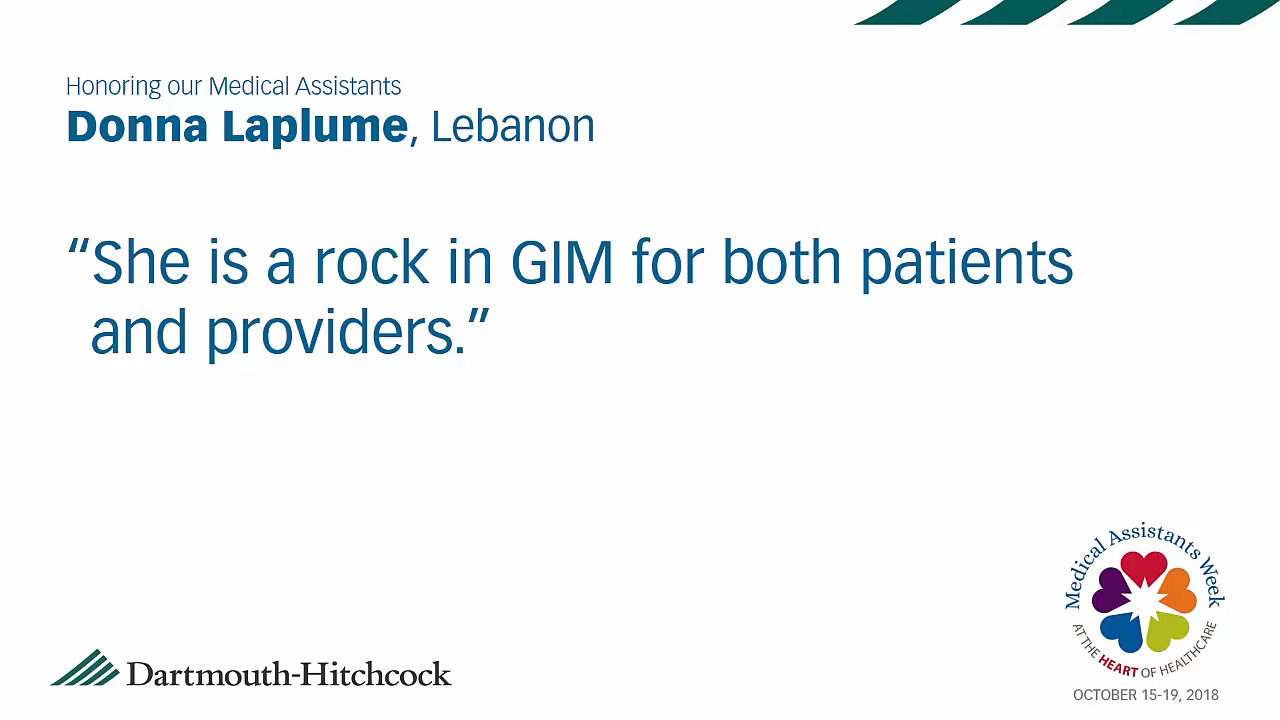 Honoring our Medical Assistants
Donna Laplume, Lebanon
“She is a rock in GIM for both patients
and providers.”
Medical Assistants Week
AT THE HEART OF HEALTHCARE
OCTOBER 15-19, 2018
Dartmouth-Hitchcock